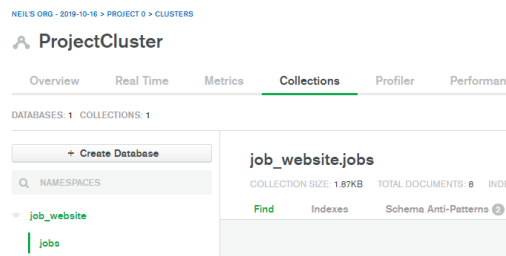 NEIL'S ORG - 2019-10-16 > PROJECT 0 > CLUSTERS
ProjectCluster
Overview Real Time Metrics Collections Profiler Performan
DATABASES: 1 COLLECTIONS: 1
+ Create Database
NAMESPACES
job_website
jobs
job_website.jobs
COLLECTION SIZE: 1.87KB TOTAL DOCUMENTS: 8 INDE
Find Indexes Schema Anti-Patterns 2